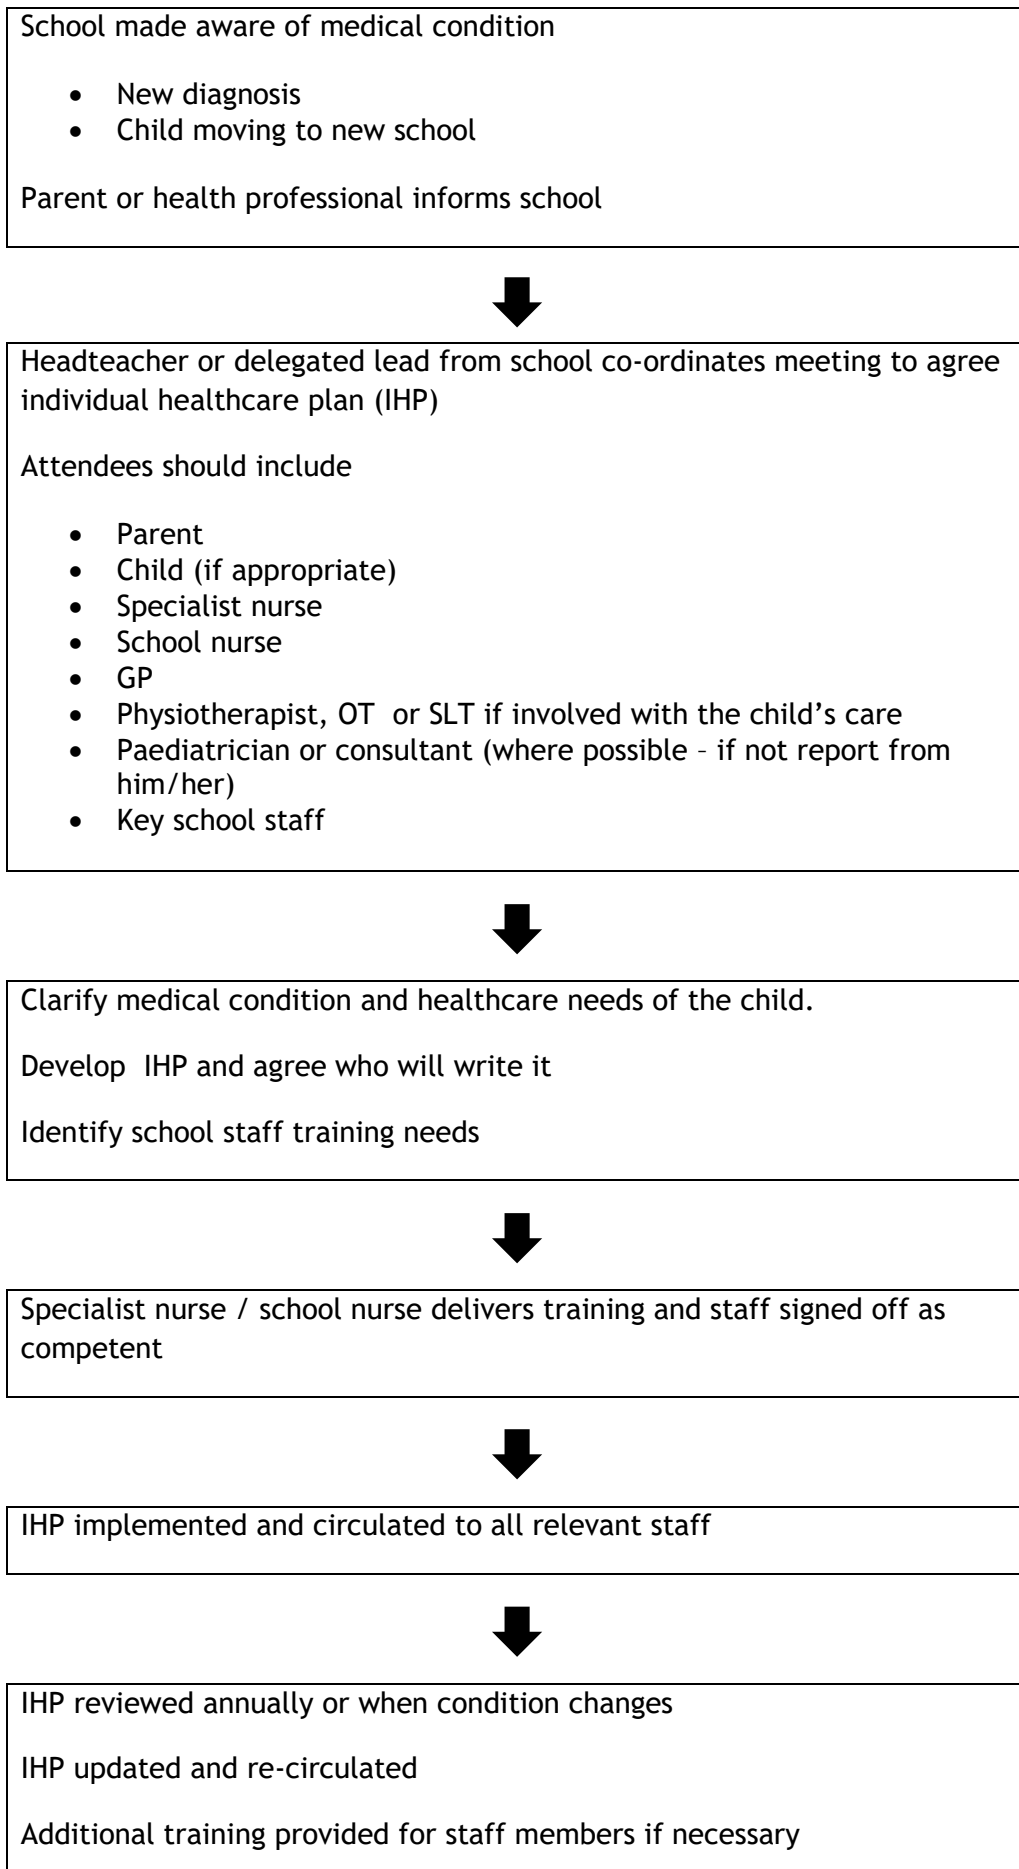 School made aware of medical condition
• New diagnosis
• Child moving to new school
Parent or health professional informs school
Headteacher or delegated lead from school co-ordinates meeting to agree
individual healthcare plan (IHP)
Attendees should include
• Parent
• Child (if appropriate)
• Specialist nurse
• School nurse
• GP
• Physiotherapist, OT  or SLT if involved with the child’s care
• Paediatrician or consultant (where possible – if not report from
him/her)
• Key school staff
Clarify medical condition and healthcare needs of the child.
Develop  IHP and agree who will write it
Identify school staff training needs
Specialist nurse / school nurse delivers training and staff signed off as
competent
IHP implemented and circulated to all relevant staff
IHP reviewed annually or when condition changes
IHP updated and re-circulated
Additional training provided for staff members if necessary